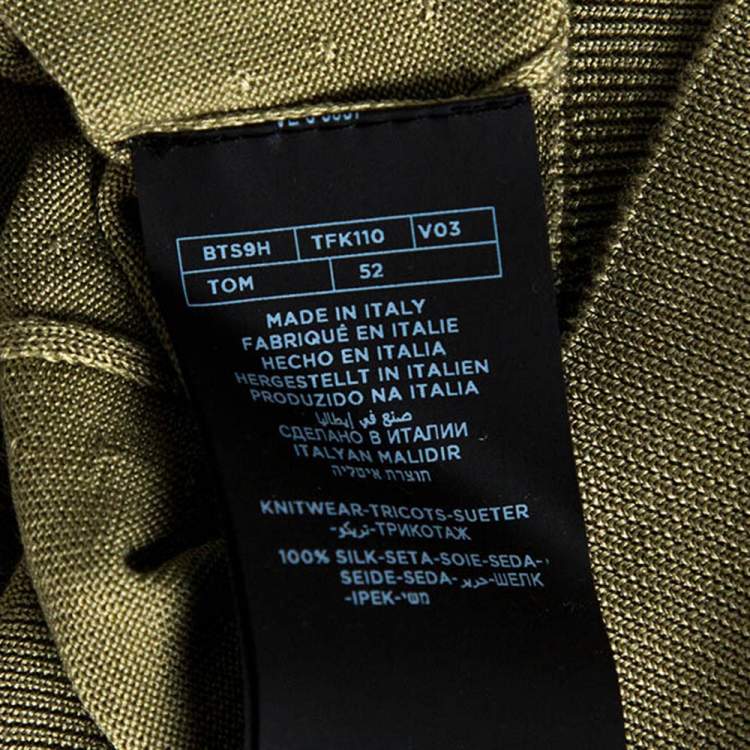 BTS9H TFK110 V03
TOM 52
MADE IN ITALY
FABRIQUÉ EN ITALIE
HECHO EN ITALIA
HERGESTELLT IN ITALIEN
PRODUZIDO NA ITALIA
صنع في إيطاليا
СДЕЛАНО В ИТАЛИИ
ITALYAN MALIDIR
תוצרת איטליה
KNITWEAR-TRICOTS-SUETER
-تريكو-ТРИКОТАЖ
100% SILK-SETA-SOIE-SEDA-
SEIDE-SEDA-حرير-ШЕЛК
-IPEK-משי